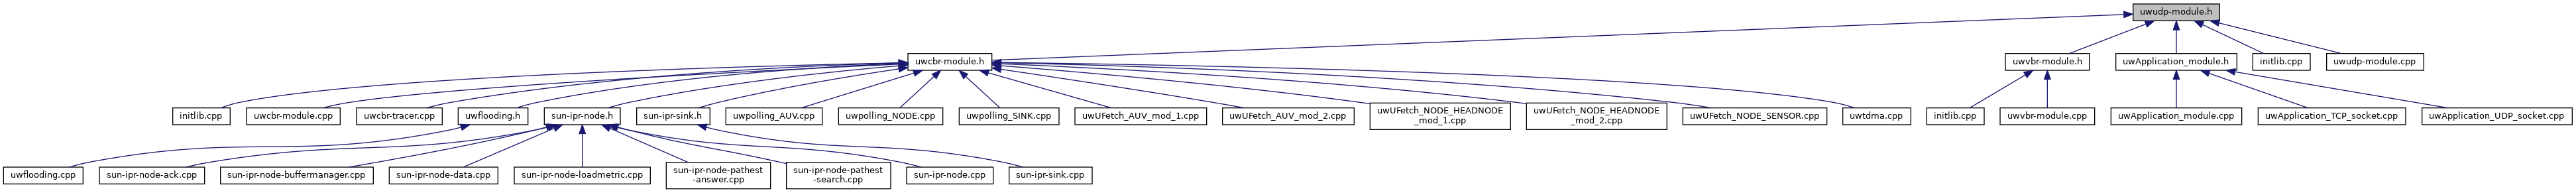 uwudp-module.h
uwcbr-module.h
uwvbr-module.h
uwApplication_module.h
initlib.cpp
uwudp-module.cpp
initlib.cpp
uwcbr-module.cpp
uwcbr-tracer.cpp
uwflooding.h
sun-ipr-node.h
sun-ipr-sink.h
uwpolling_AUV.cpp
uwpolling_NODE.cpp
uwpolling_SINK.cpp
uwUFetch_AUV_mod_1.cpp
uwUFetch_AUV_mod_2.cpp
uwUFetch_NODE_HEADNODE
_mod_1.cpp
uwUFetch_NODE_HEADNODE
_mod_2.cpp
uwUFetch_NODE_SENSOR.cpp
uwtdma.cpp
initlib.cpp
uwvbr-module.cpp
uwApplication_module.cpp
uwApplication_TCP_socket.cpp
uwApplication_UDP_socket.cpp
uwflooding.cpp
sun-ipr-node-ack.cpp
sun-ipr-node-buffermanager.cpp
sun-ipr-node-data.cpp
sun-ipr-node-loadmetric.cpp
sun-ipr-node-pathest
-answer.cpp
sun-ipr-node-pathest
-search.cpp
sun-ipr-node.cpp
sun-ipr-sink.cpp